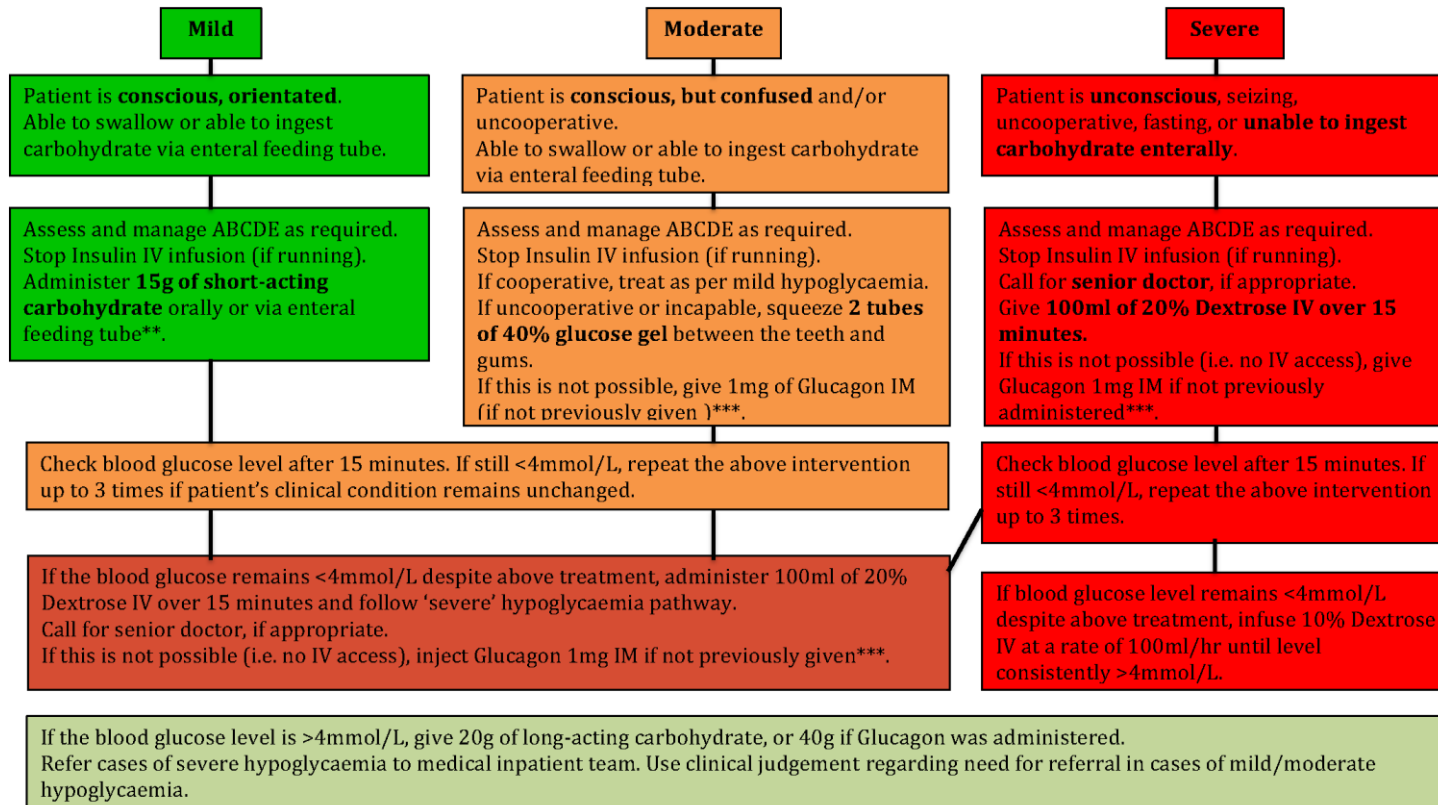 Mild
Moderate
Severe
Patient is conscious, orientated.
Able to swallow or able to ingest
carbohydrate via enteral feeding tube.
Patient is conscious, but confused and/or
uncooperative.
Able to swallow or able to ingest carbohydrate
via enteral feeding tube.
Patient is unconscious, seizing,
uncooperative, fasting, or unable to ingest
carbohydrate enterally.
Assess and manage ABCDE as required.
Stop Insulin IV infusion (if running).
Administer 15g of short-acting
carbohydrate orally or via enteral
feeding tube**.
Assess and manage ABCDE as required.
Stop Insulin IV infusion (if running).
If cooperative, treat as per mild hypoglycaemia.
If uncooperative or incapable, squeeze 2 tubes
of 40% glucose gel between the teeth and
gums.
If this is not possible, give 1mg of Glucagon IM
(if not previously given )***.
Assess and manage ABCDE as required.
Stop Insulin IV infusion (if running).
Call for senior doctor, if appropriate.
Give 100ml of 20% Dextrose IV over 15
minutes.
If this is not possible (i.e. no IV access), give
Glucagon 1mg IM if not previously
administered***.
Check blood glucose level after 15 minutes. If still <4mmol/L, repeat the above intervention
up to 3 times if patient's clinical condition remains unchanged.
Check blood glucose level after 15 minutes. If
still <4mmol/L, repeat the above intervention
up to 3 times.
If the blood glucose remains <4mmol/L despite above treatment, administer 100ml of 20%
Dextrose IV over 15 minutes and follow 'severe' hypoglycaemia pathway.
Call for senior doctor, if appropriate.
If this is not possible (i.e. no IV access), inject Glucagon 1mg IM if not previously given***.
If blood glucose level remains <4mmol/L
despite above treatment, infuse 10% Dextrose
IV at a rate of 100ml/hr until level
consistently >4mmol/L.
If the blood glucose level is >4mmol/L, give 20g of long-acting carbohydrate, or 40g if Glucagon was administered.
Refer cases of severe hypoglycaemia to medical inpatient team. Use clinical judgement regarding need for referral in cases of mild/moderate
hypoglycaemia.